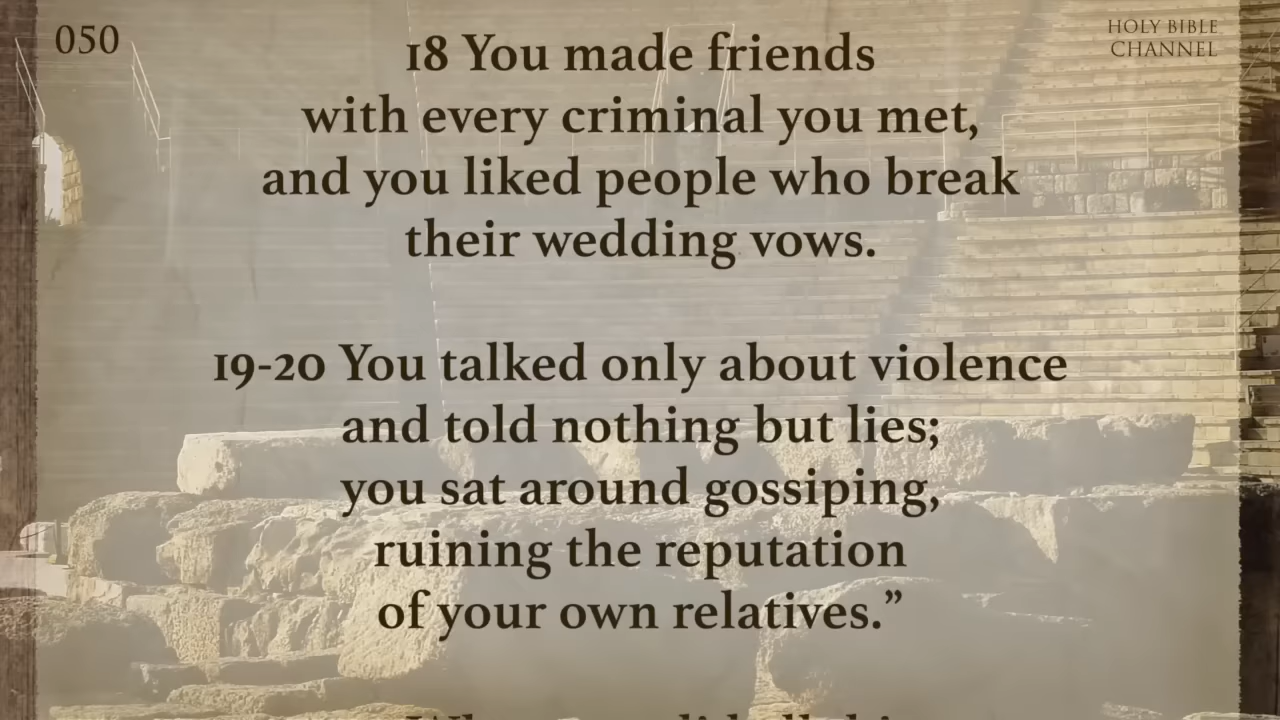 050
HOLY BIBLE
CHANNEL
18 You made friends
with every criminal you met,
and you liked people who break
their wedding vows.
19-20 You talked only about violence
and told nothing but lies;
you sat around gossiping,
ruining the reputation
of your own relatives.”